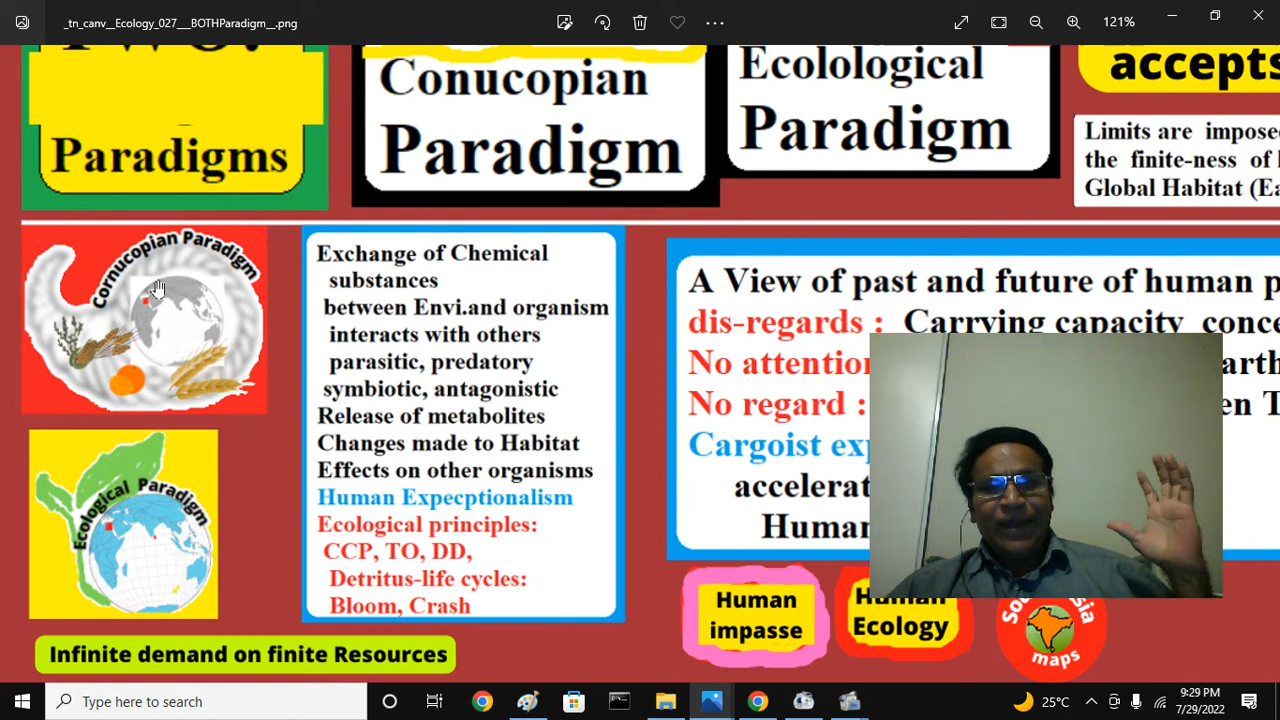 _tn_canv__Ecology_027___BOTHParadigm__.png
121%
Paradigms
Conucopian
Paradigm
Ecolological
Paradigm
accepts
Limits are imposed
the finite-ness of
Global Habitat
Cornucopian Paradigm
Exchange of Chemical
substances
between Envi.and organism
interacts with others
parasitic, predatory
symbiotic, antagonistic
Release of metabolites
Changes made to Habitat
Effects on other organisms
Human Expecptionalism
Ecological principles:
CCP, TO, DD,
Detritus-life cycles:
Bloom, Crash
A View of past and future of human p
dis-regards : Carrying capacity conce
No attention arth
No regard : en T
Cargoist exp
accelerat
Human
Ecological Paradigm
Human
impasse
Human
Ecology
maps
Infinite demand on finite Resources
Type here to search
25°C
9:29 PM
7/29/2022